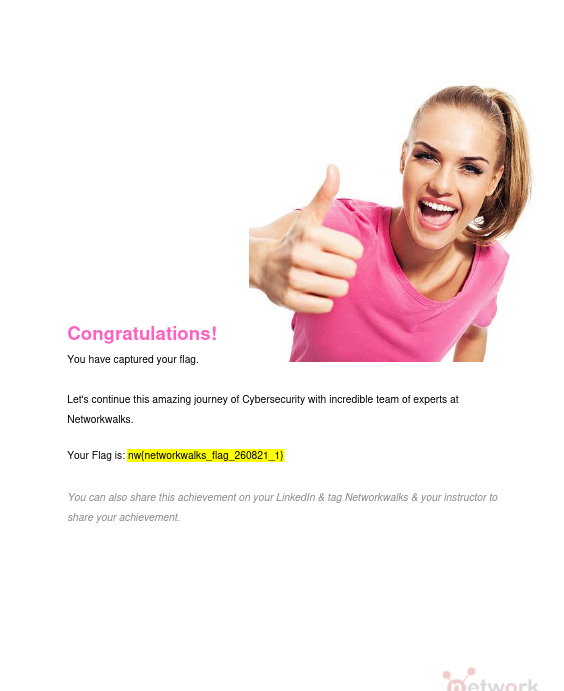 Congratulations!
You have captured your flag.
Let's continue this amazing journey of Cybersecurity with incredible team of experts at
Networkwalks.
Your Flag is: nw{networkwalks_flag_260821_1}
You can also share this achievement on your LinkedIn & tag Networkwalks & your instructor to
share your achievement.
network